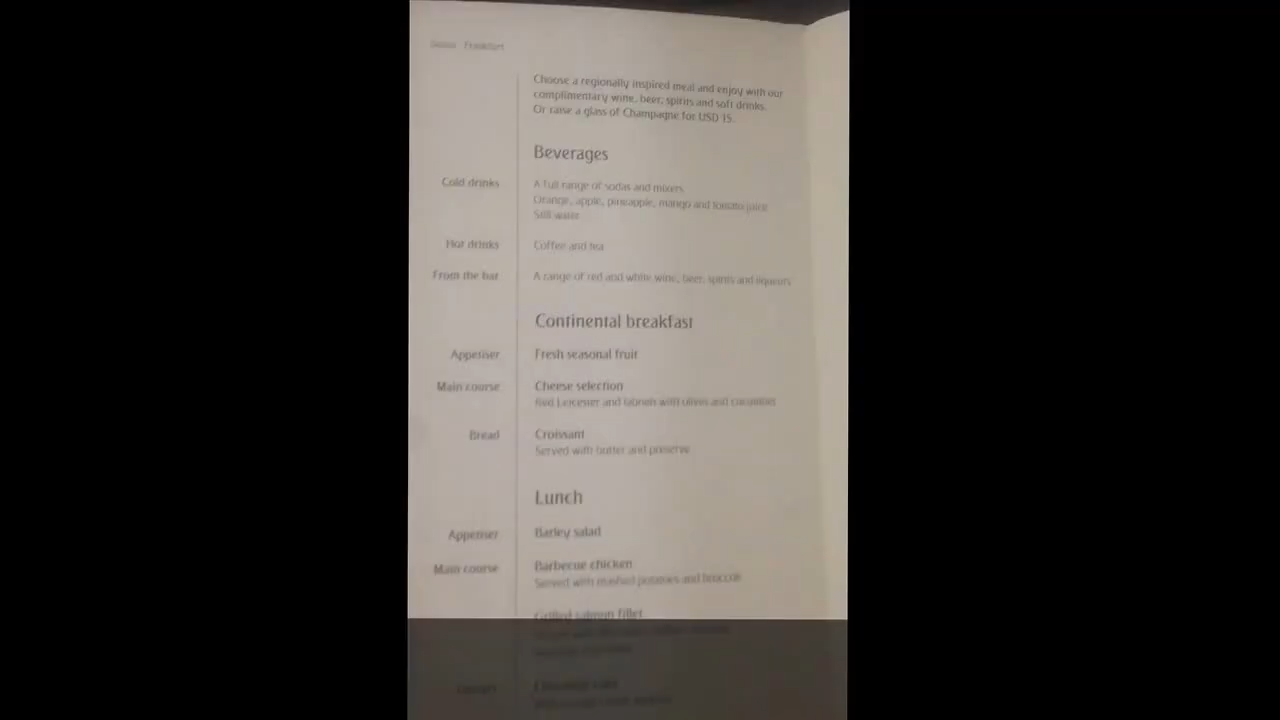 Frankfurt
Choose a regionally inspired meal and enjoy with our
complimentary wine, beer, spirits and soft drinks.
Or raise a glass of Champagne for USD 15.
Beverages
Cold drinks
A full range of sodas and mixers
Orange, apple, pineapple, mango and tomato juice
Still water
Hot drinks
Coffee and tea
From the bar
A range of red and white wine, beer, spirits and liqueurs
Continental breakfast
Appetiser
Fresh seasonal fruit
Main course
Cheese selection
Red Leicester and labneh with olives and cucumber
Bread
Croissant
Served with butter and preserve
Lunch
Appetiser
Barley salad
Main course
Barbecue chicken
Served with mashed potatoes and broccoli
Grilled salmon fillet